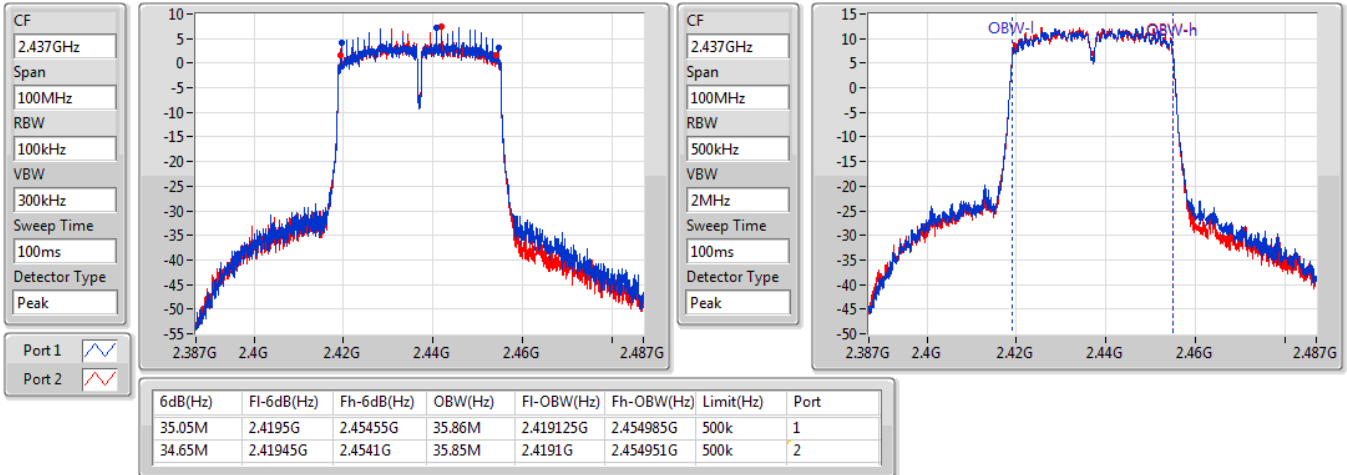 CF
2.437GHz
Span
100MHz
RBW
100kHz
VBW
300kHz
Sweep Time
100ms
Detector Type
Peak
Port 1
Port 2
10
5
0
-5
-10
-15
-20
-25
-30
-35
-40
-45
-50
-55
2.387G 2.4G 2.42G 2.44G 2.46G 2.487G
CF
2.437GHz
Span
100MHz
RBW
500kHz
VBW
2MHz
Sweep Time
100ms
Detector Type
Peak
15
10
5
0
-5
-10
-15
-20
-25
-30
-35
-40
-45
-50
OBW-l OBW-h
2.387G 2.4G 2.42G 2.44G 2.46G 2.487G
6dB(Hz) Fl-6dB(Hz) Fh-6dB(Hz) OBW(Hz) Fl-OBW(Hz) Fh-OBW(Hz) Limit(Hz) Port
35.05M 2.4195G 2.45455G 35.86M 2.419125G 2.454985G 500k 1
34.65M 2.41945G 2.4541G 35.85M 2.4191G 2.454951G 500k 2